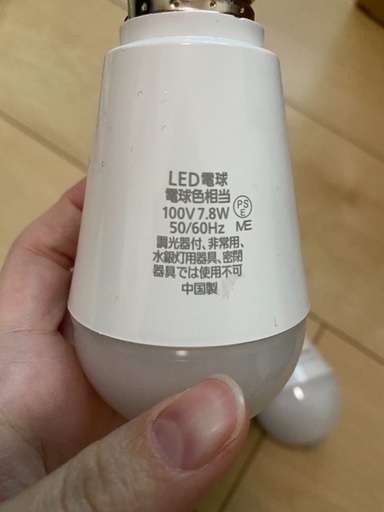 LED電球
電球色相当
100V 7.8W
50/60Hz
PS
E
ME
調光器付、非常用、
水銀灯用器具、密閉
器具では使用不可
中国製